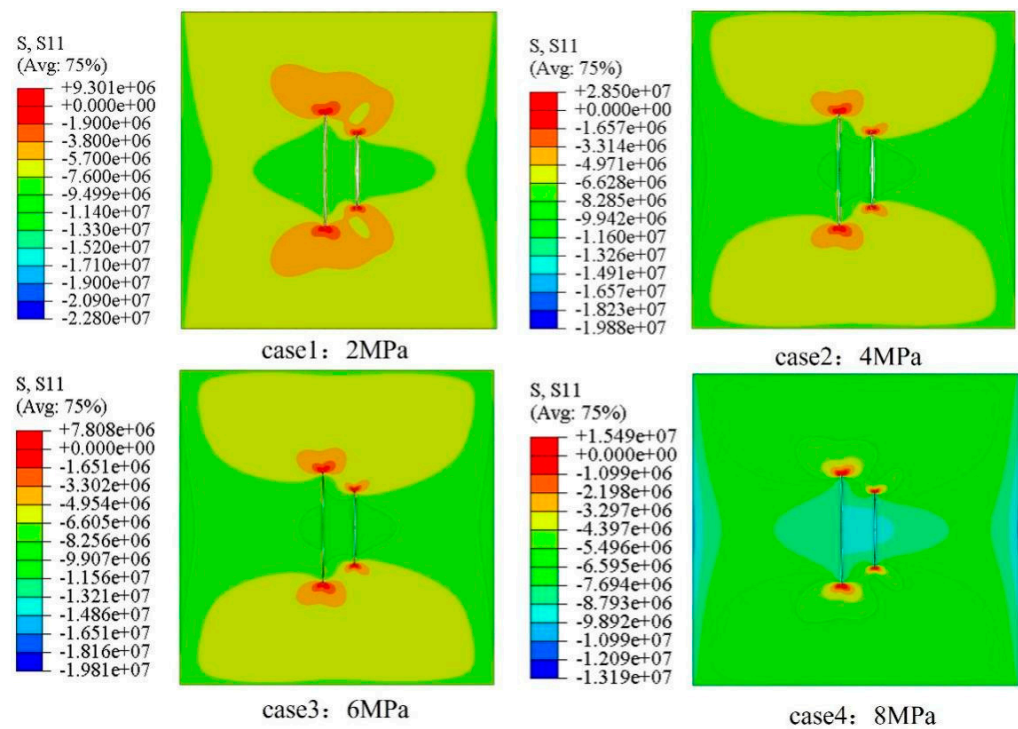 S, S11
(Avg: 75%)
+9.301e+06
+0.000e+00
-1.900e+06
-3.800e+06
-5.700e+06
-7.600e+06
-9.499e+06
-1.140e+07
-1.330e+07
-1.520e+07
-1.710e+07
-1.900e+07
-2.090e+07
-2.280e+07
case1：2MPa
S, S11
(Avg: 75%)
+2.850e+07
+0.000e+00
-1.657e+06
-3.314e+06
-4.971e+06
-6.628e+06
-8.285e+06
-9.942e+06
-1.160e+07
-1.326e+07
-1.491e+07
-1.657e+07
-1.823e+07
-1.988e+07
case2：4MPa
S, S11
(Avg: 75%)
+7.808e+06
+0.000e+00
-1.651e+06
-3.302e+06
-4.954e+06
-6.605e+06
-8.256e+06
-9.907e+06
-1.156e+07
-1.321e+07
-1.486e+07
-1.651e+07
-1.816e+07
-1.981e+07
case3：6MPa
S, S11
(Avg: 75%)
+1.549e+07
+0.000e+00
-1.099e+06
-2.198e+06
-3.297e+06
-4.397e+06
-5.496e+06
-6.595e+06
-7.694e+06
-8.793e+06
-9.892e+06
-1.099e+07
-1.209e+07
-1.319e+07
case4：8MPa